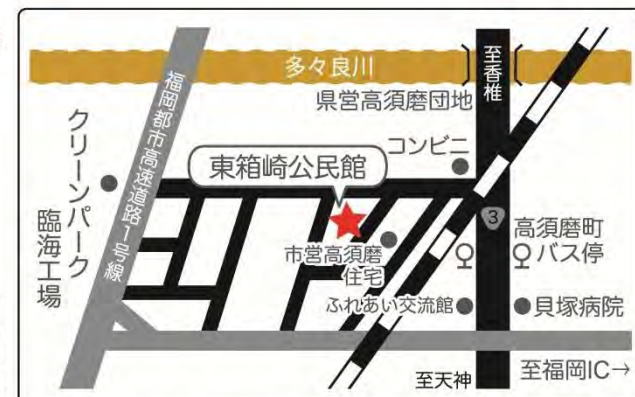 多々良川
至香椎
県営高須磨団地
福岡都市高速道路1号線
クリーンパーク
臨海工場
コンビニ
東箱崎公民館
3
高須磨町
バス停
市営高須磨
住宅
ふれあい交流館
貝塚病院
至天神
至福岡IC→